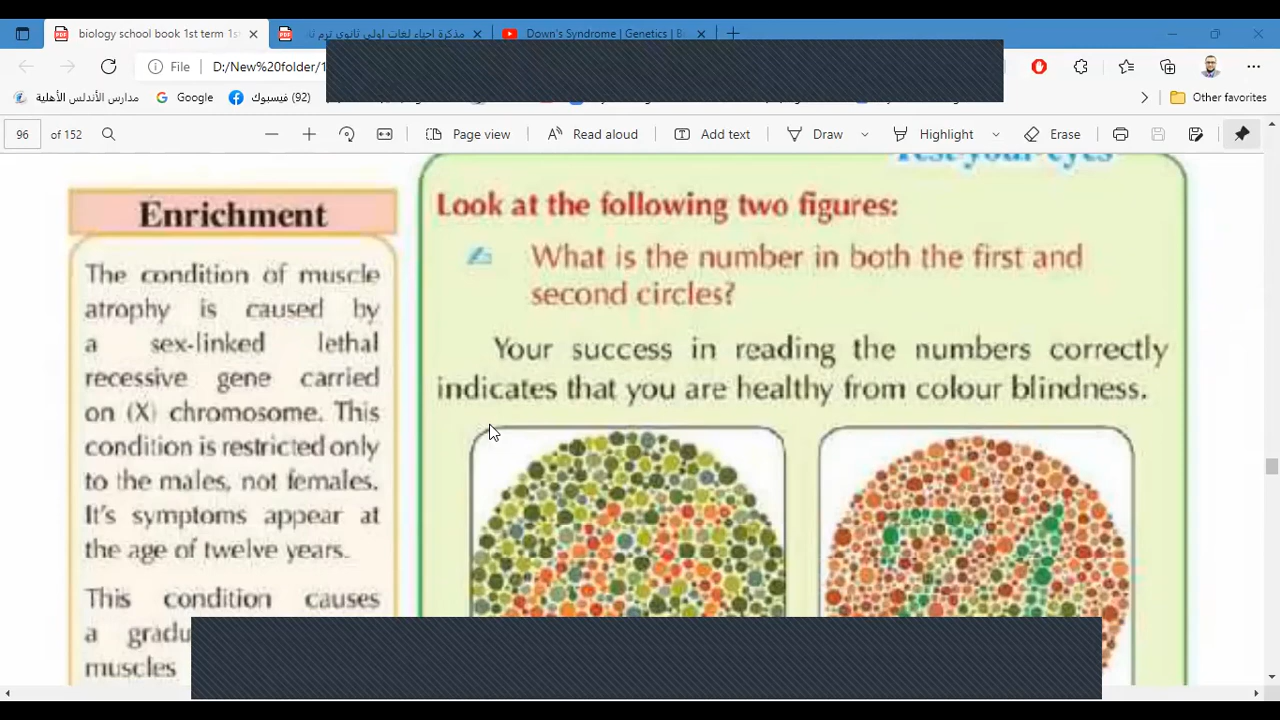 biology school book 1st term 1s
مذكرة احياء لغات اولى ثانوي ترم ثا
Down's Syndrome | Genetics | B
File
D:/New%20folder/1
مدارس الأندلس الأهلية
Google
(92) فيسبوك
Other favorites
96
of 152
Page view
Read aloud
Add text
Draw
Highlight
Erase
Test your eyes
Enrichment
The condition of muscle
atrophy is caused by
a sex-linked lethal
recessive gene carried
on (X) chromosome. This
condition is restricted only
to the males, not females.
It's symptoms appear at
the age of twelve years.
This condition causes
a gradu
muscles
Look at the following two figures:
What is the number in both the first and
second circles?
Your success in reading the numbers correctly
indicates that you are healthy from colour blindness.